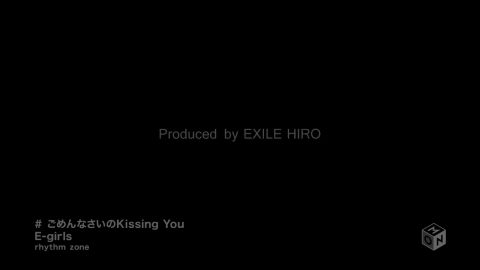 Produced by EXILE HIRO
# ごめんなさいのKissing You
E-girls
rhythm zone
M
O
N